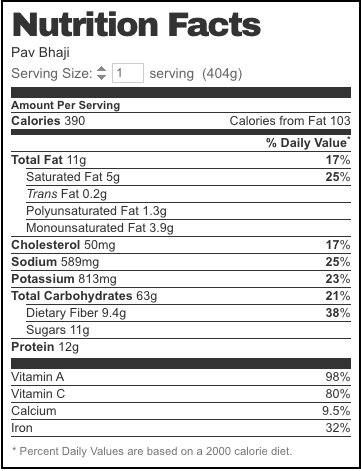 Nutrition Facts
Pav Bhaji
Serving Size: 1 serving (404g)
Amount Per Serving
Calories 390 Calories from Fat 103
% Daily Value*
Total Fat 11g 17%
Saturated Fat 5g 25%
Trans Fat 0.2g
Polyunsaturated Fat 1.3g
Monounsaturated Fat 3.9g
Cholesterol 50mg 17%
Sodium 589mg 25%
Potassium 813mg 23%
Total Carbohydrates 63g 21%
Dietary Fiber 9.4g 38%
Sugars 11g
Protein 12g
Vitamin A 98%
Vitamin C 80%
Calcium 9.5%
Iron 32%
* Percent Daily Values are based on a 2000 calorie diet.